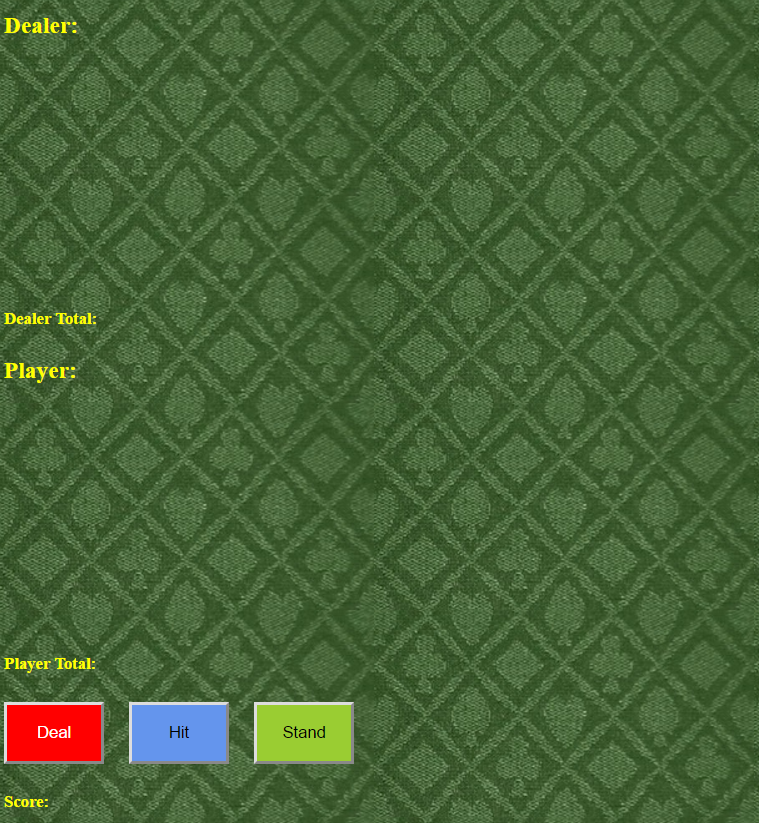 Dealer:
Dealer Total:
Player:
Player Total:
Deal Hit Stand
Score: